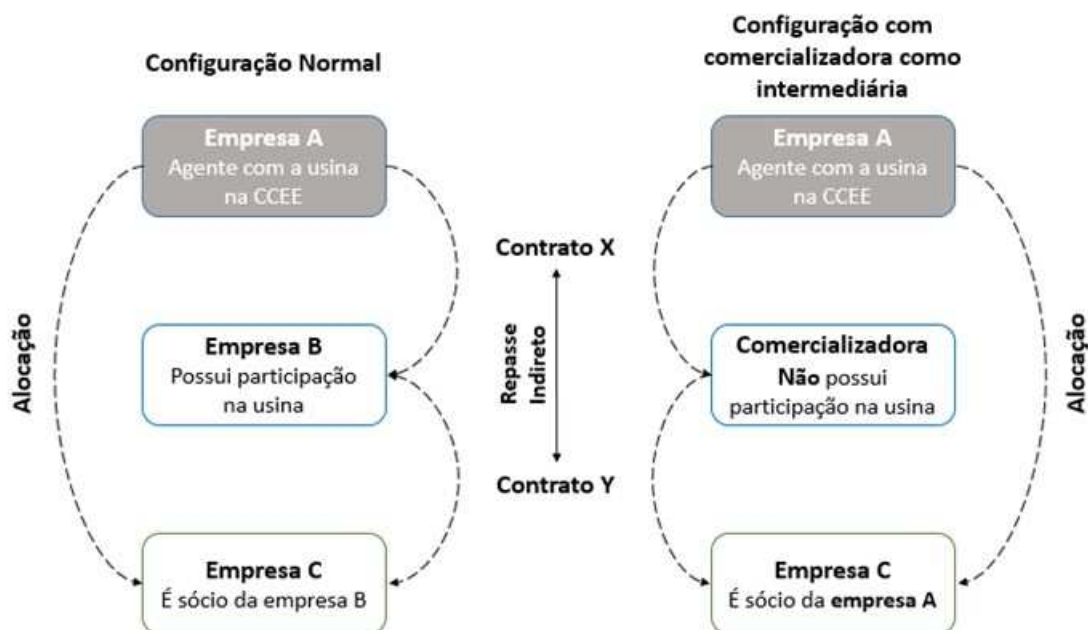 Configuração Normal
Empresa A
Agente com a usina
na CCEE
Alocação
Empresa B
Possui participação
na usina
Empresa C
É sócio da empresa B
Contrato X
Repasse
Indireto
Contrato Y
Configuração com
comercializadora como
intermediária
Empresa A
Agente com a usina
na CCEE
Comercializadora
Não possui
participação na usina
Alocação
Empresa C
É sócio da empresa A